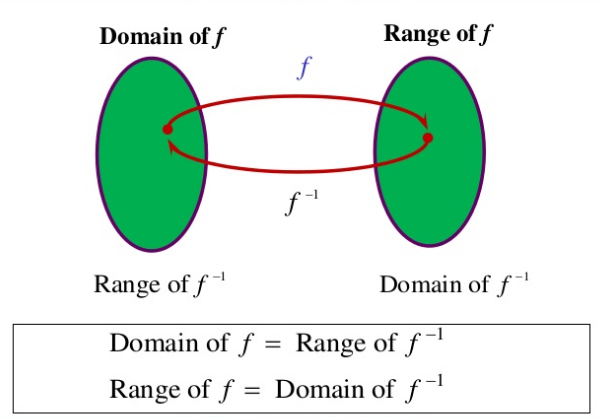 Domain of f
Range of f
f
f⁻¹
Range of f⁻¹
Domain of f⁻¹
Domain of f = Range of f⁻¹
Range of f = Domain of f⁻¹